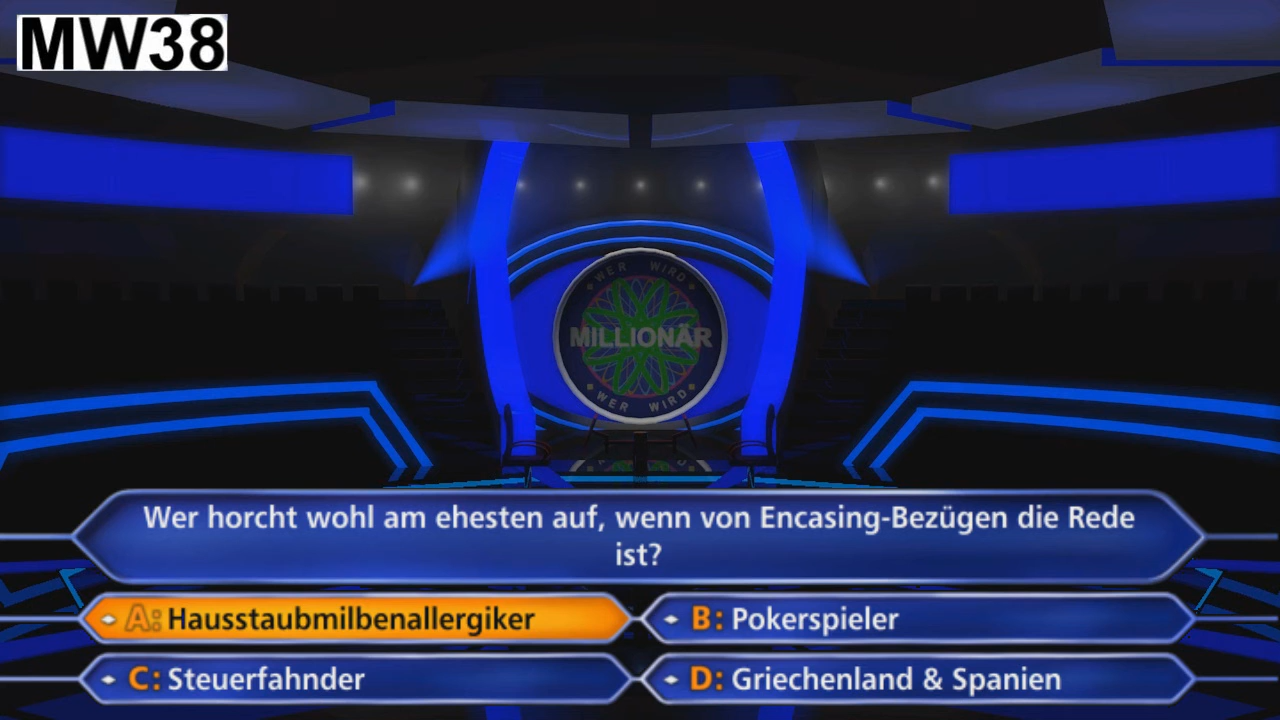 MW38
WER WIRD
MILLIONÄR
WER WIRD
Wer horcht wohl am ehesten auf, wenn von Encasing-Bezügen die Rede
ist?
A: Hausstaubmilbenallergiker
B: Pokerspieler
C: Steuerfahnder
D: Griechenland & Spanien